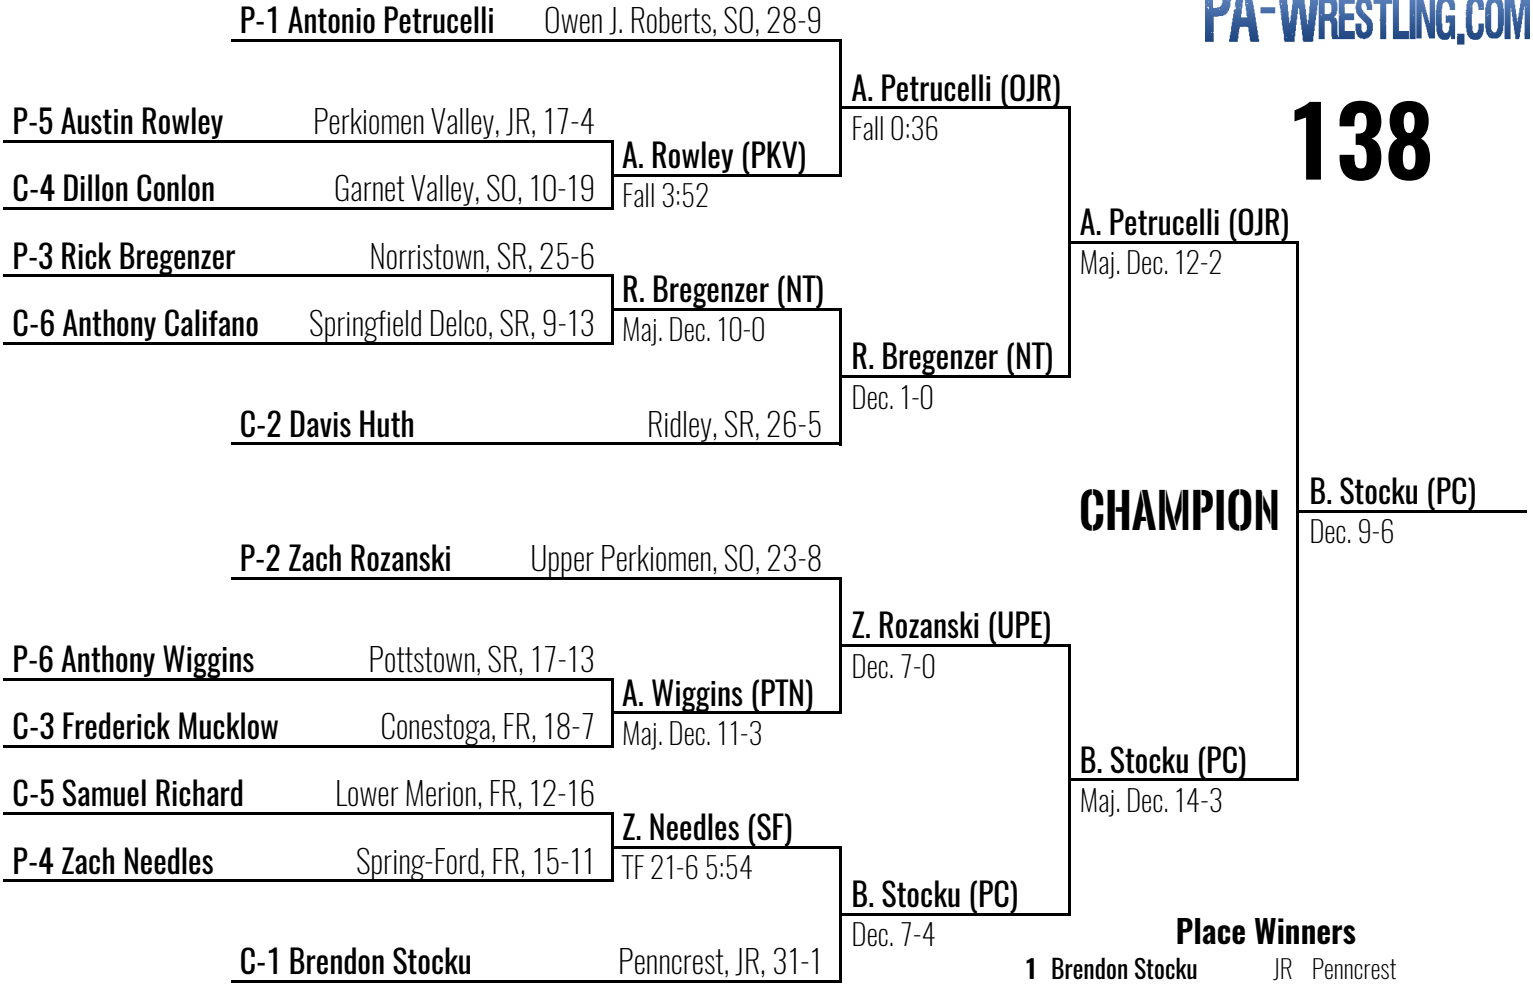 PA-WRESTLING.COM
138
P-1 Antonio Petrucelli Owen J. Roberts, SO, 28-9
A. Petrucelli (OJR)
Fall 0:36
P-5 Austin Rowley Perkiomen Valley, JR, 17-4
A. Rowley (PKV)
Fall 3:52
C-4 Dillon Conlon Garnet Valley, SO, 10-19
A. Petrucelli (OJR)
Maj. Dec. 12-2
P-3 Rick Bregenzer Norristown, SR, 25-6
R. Bregenzer (NT)
Maj. Dec. 10-0
C-6 Anthony Califano Springfield Delco, SR, 9-13
R. Bregenzer (NT)
Dec. 1-0
C-2 Davis Huth Ridley, SR, 26-5
CHAMPION
B. Stocku (PC)
Dec. 9-6
P-2 Zach Rozanski Upper Perkiomen, SO, 23-8
Z. Rozanski (UPE)
Dec. 7-0
P-6 Anthony Wiggins Pottstown, SR, 17-13
A. Wiggins (PTN)
Maj. Dec. 11-3
C-3 Frederick Mucklow Conestoga, FR, 18-7
B. Stocku (PC)
Maj. Dec. 14-3
C-5 Samuel Richard Lower Merion, FR, 12-16
Z. Needles (SF)
TF 21-6 5:54
P-4 Zach Needles Spring-Ford, FR, 15-11
B. Stocku (PC)
Dec. 7-4
C-1 Brendon Stocku Penncrest, JR, 31-1
Place Winners
1 Brendon Stocku JR Penncrest